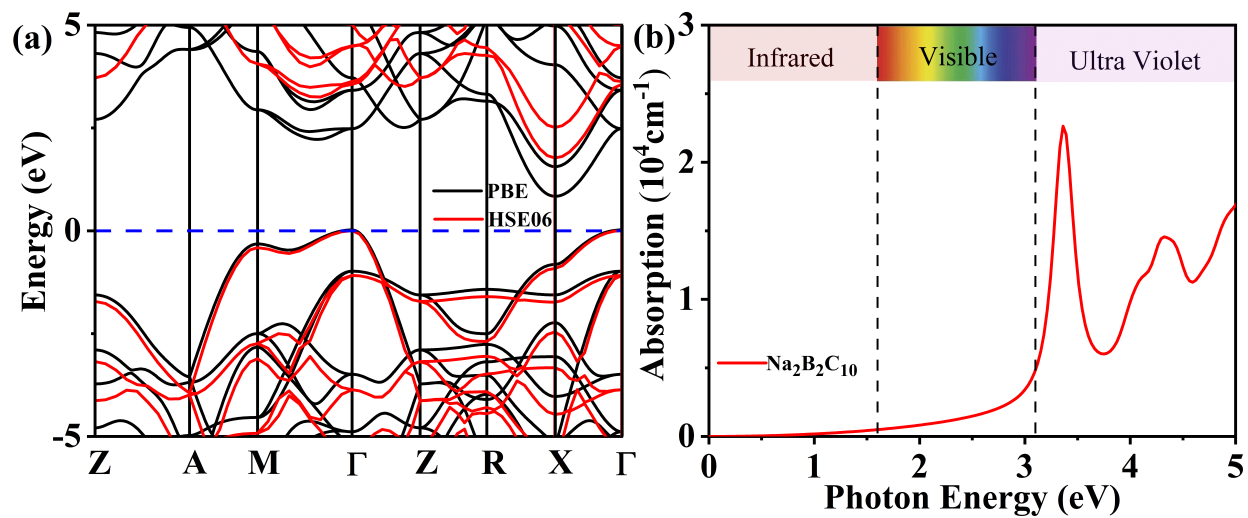 (a)
Energy (eV)
5
0
-5
PBE
HSE06
Z A M Γ Z R X Γ
(b)
Absorption (10⁴cm⁻¹)
3
2
1
0
Infrared Visible Ultra Violet
Na₂B₂C₁₀
0 1 2 3 4 5
Photon Energy (eV)